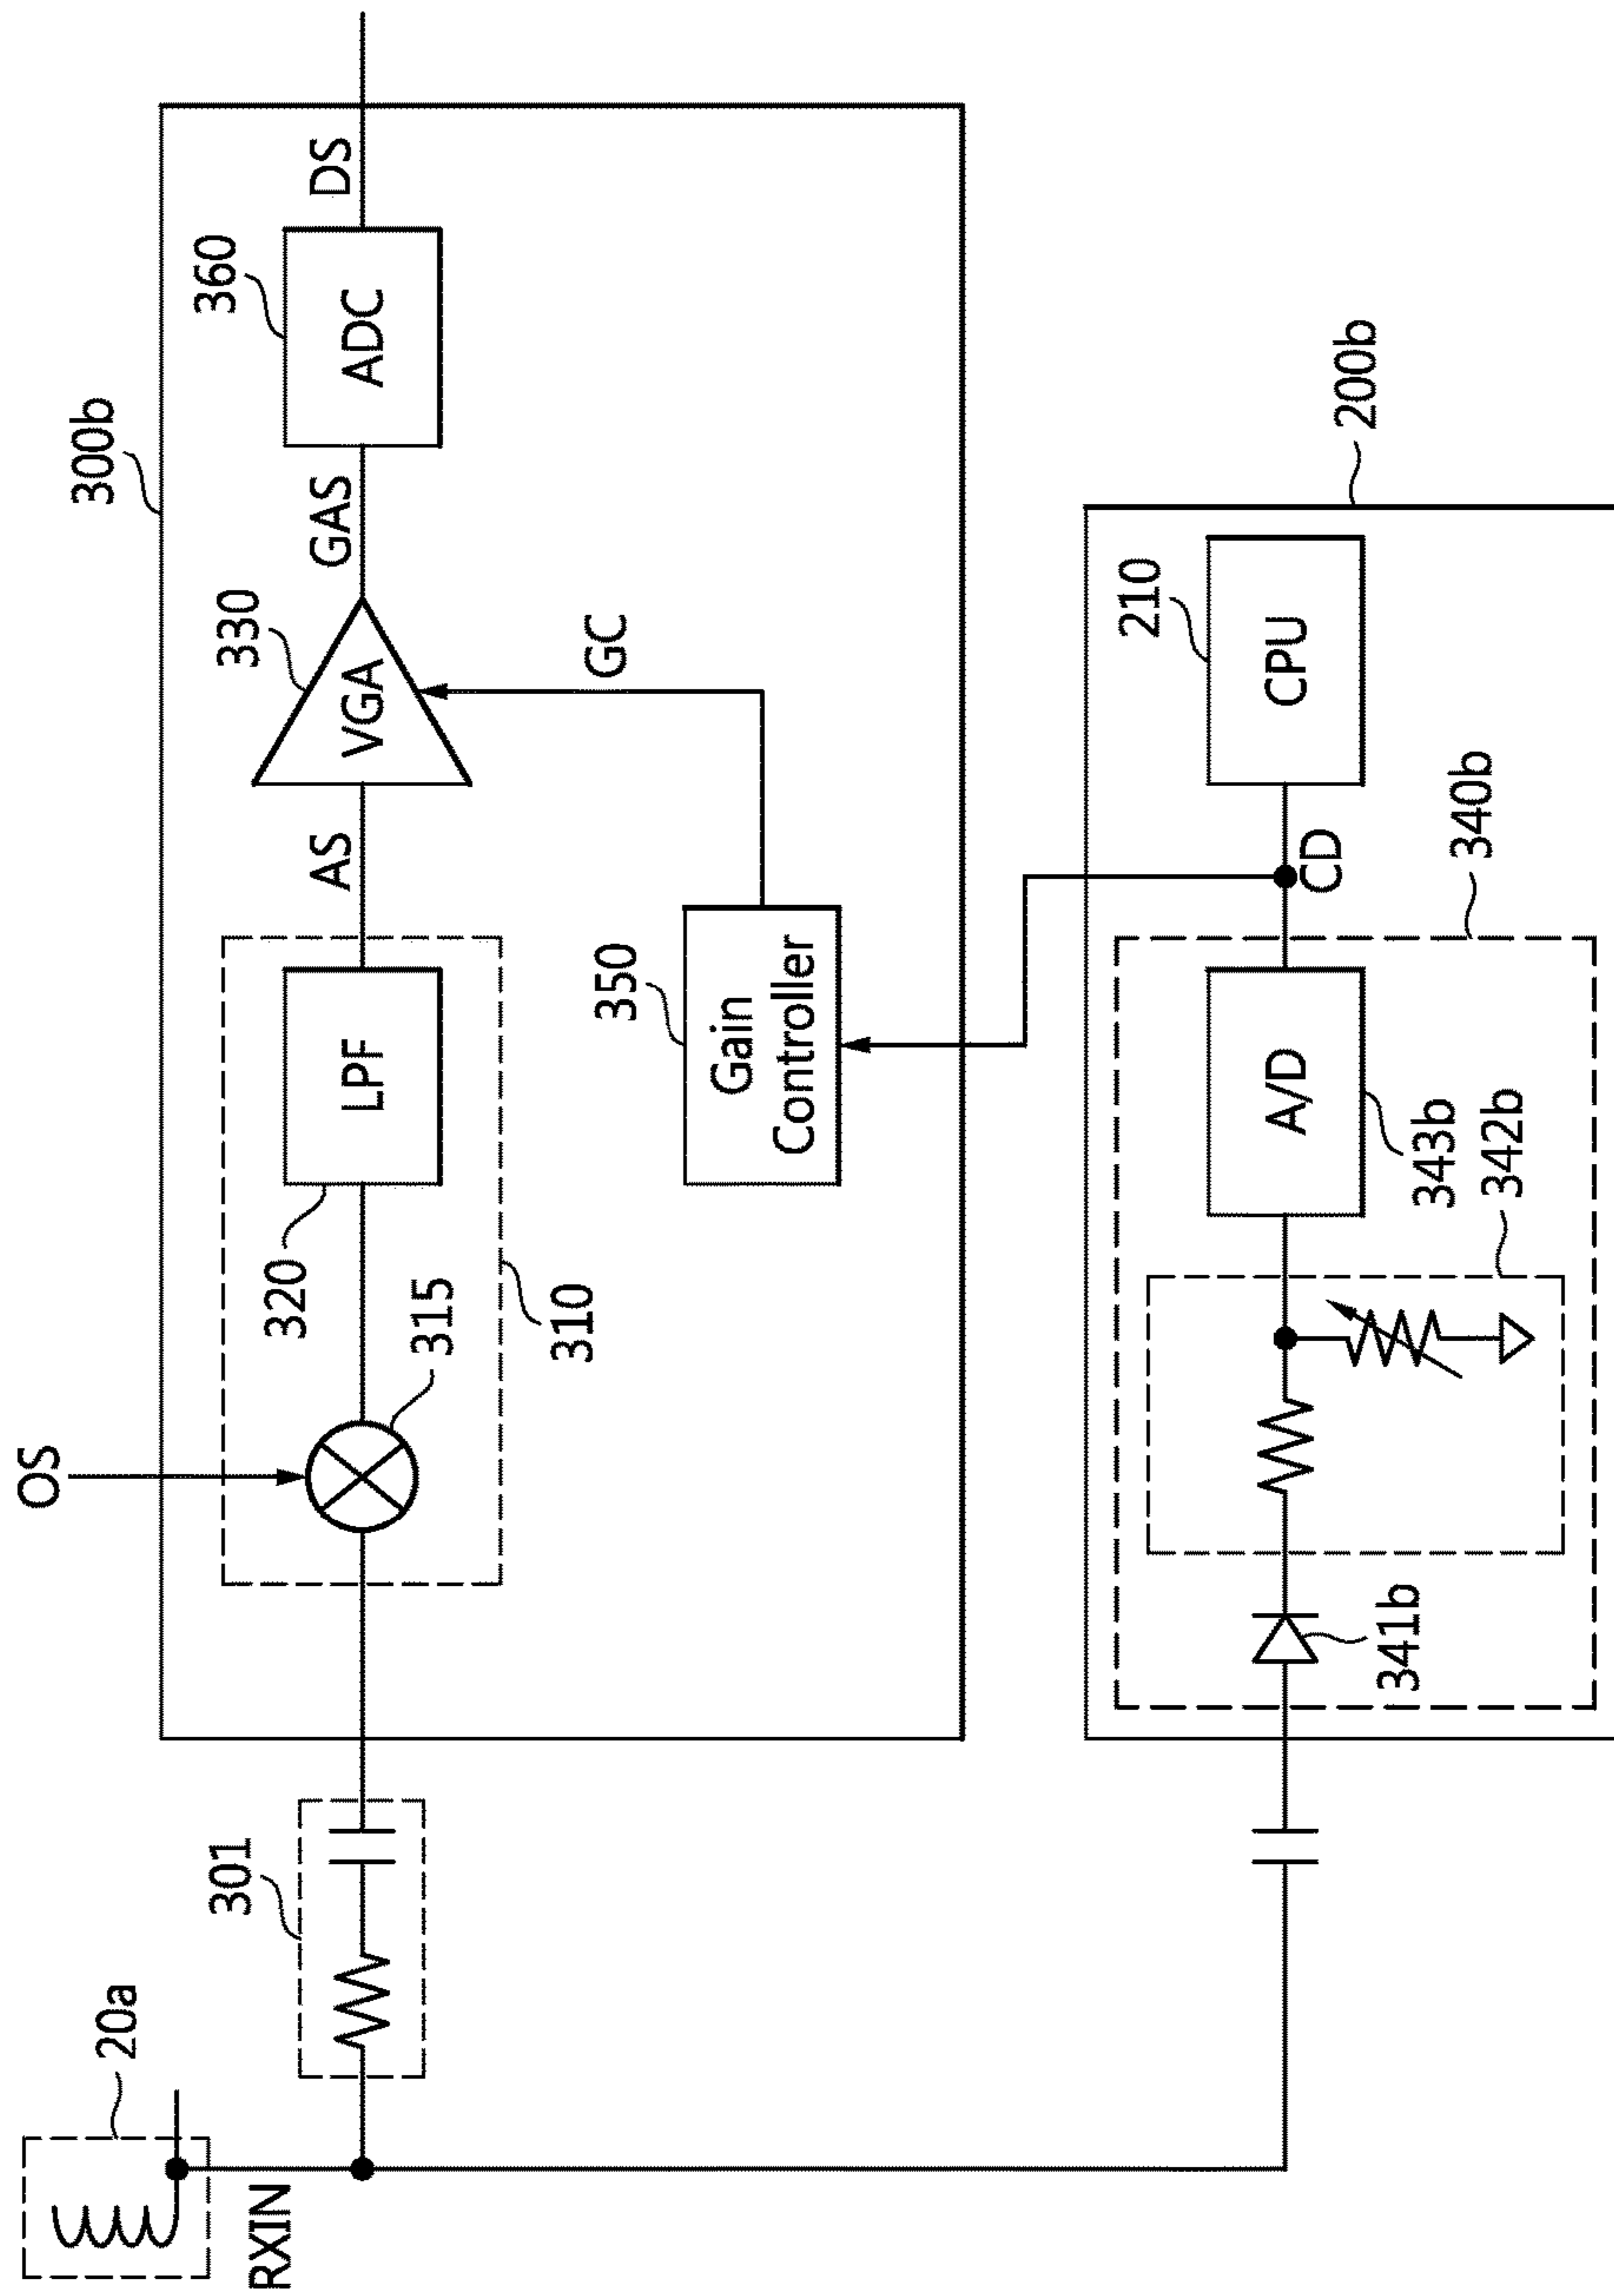 20a
RXIN
301
OS
300b
310
315
320
LPF
AS
330
VGA
GAS
360
ADC
DS
350
Gain
Controller
GC
200b
340b
341b
342b
343b
A/D
CD
210
CPU